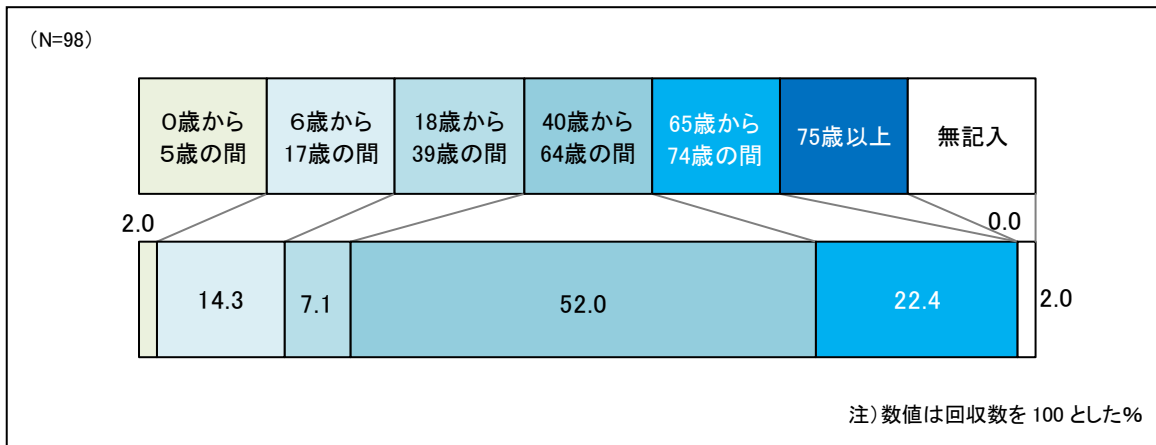 (N=98)
0歳から
5歳の間
6歳から
17歳の間
18歳から
39歳の間
40歳から
64歳の間
65歳から
74歳の間
75歳以上
無記入
2.0
0.0
14.3
7.1
52.0
22.4
2.0
注)数値は回収数を 100 とした%